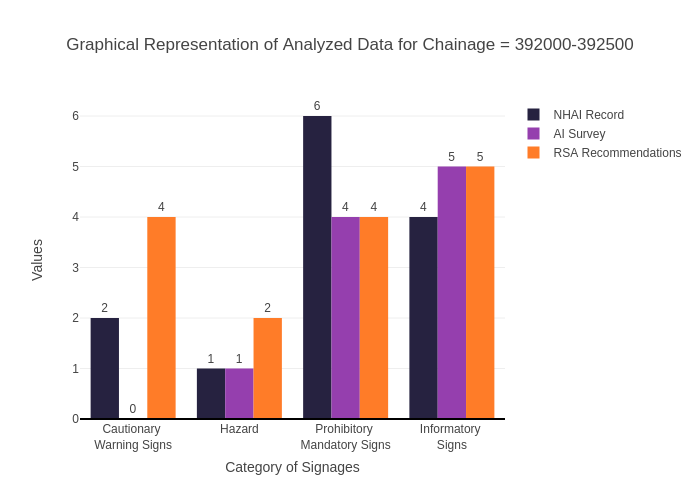 Graphical Representation of Analyzed Data for Chainage = 392000-392500
NHAI Record
AI Survey
RSA Recommendations
Values
6
5
4
3
2
1
0
2
0
4
1
1
2
6
4
4
4
5
5
Cautionary
Warning Signs
Hazard
Prohibitory
Mandatory Signs
Informatory
Signs
Category of Signages